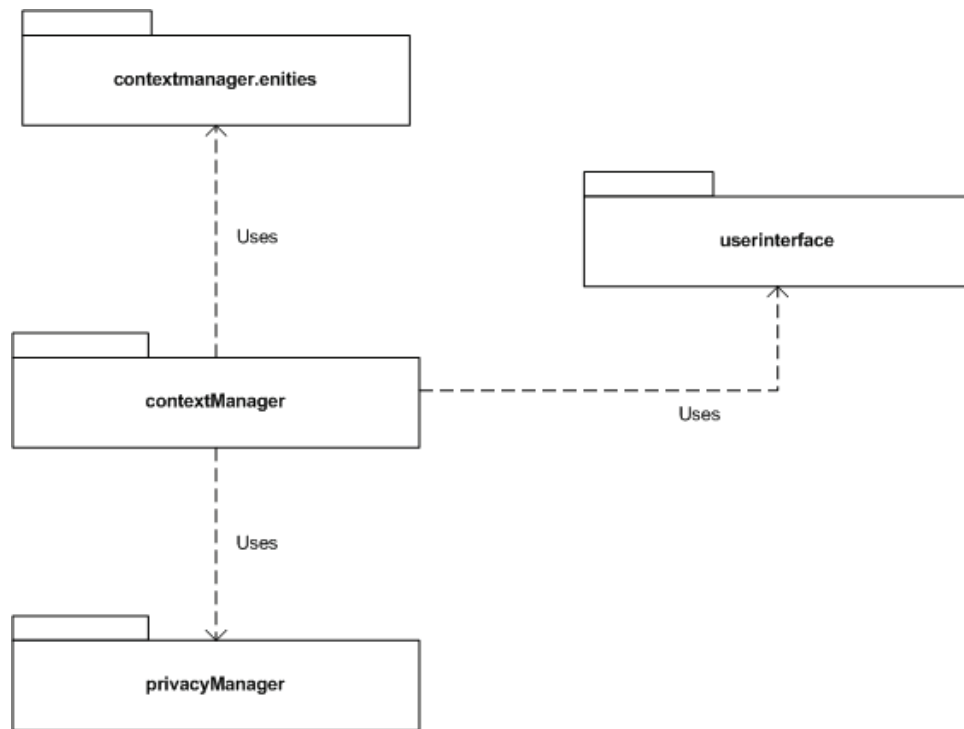 contextmanager.enities
Uses
userinterface
contextManager
Uses
Uses
privacyManager